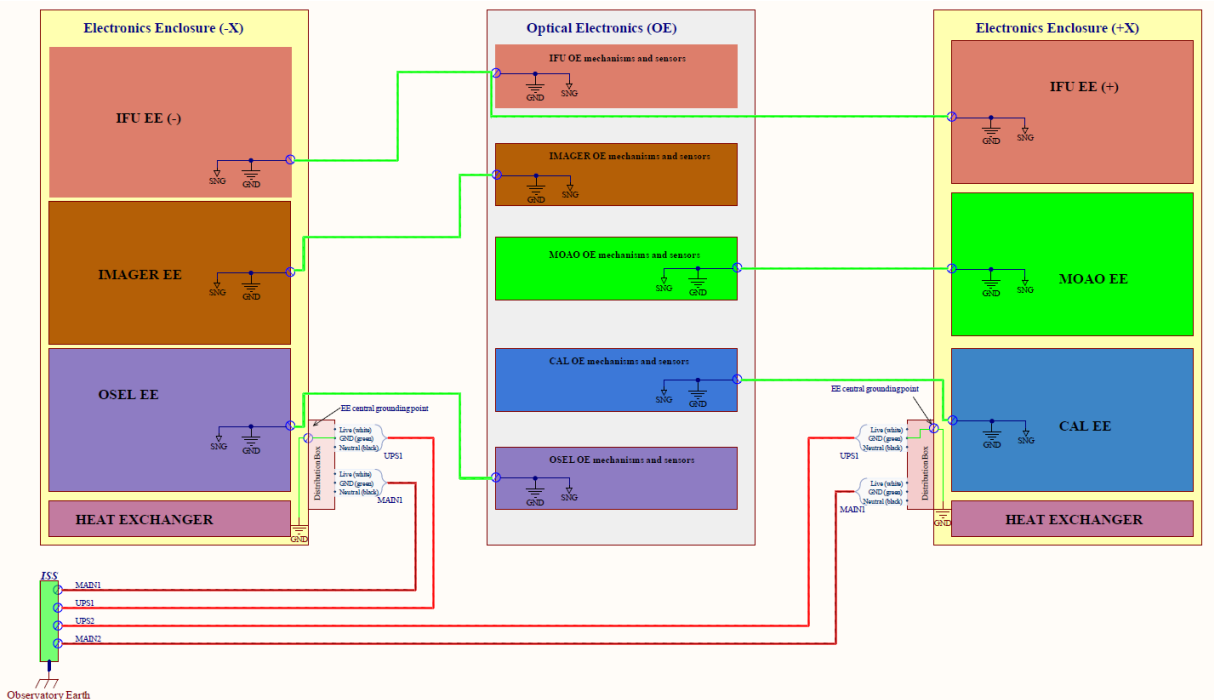 Electronics Enclosure (-X)
IFU EE (-)
SNG
GND
IMAGER EE
SNG
GND
OSEL EE
SNG
GND
HEAT EXCHANGER
GND
EE central grounding point
Distribution Box
Live (white)
GND (green)
Neutral (black)
UPS1
Live (white)
GND (green)
Neutral (black)
MAIN1
Optical Electronics (OE)
IFU OE mechanisms and sensors
GND
SNG
IMAGER OE mechanisms and sensors
GND
SNG
MOAO OE mechanisms and sensors
SNG
GND
CAL OE mechanisms and sensors
SNG
GND
OSEL OE mechanisms and sensors
GND
SNG
Electronics Enclosure (+X)
IFU EE (+)
GND
SNG
MOAO EE
GND
SNG
EE central grounding point
CAL EE
GND
SNG
Live (white)
GND (green)
Neutral (black)
UPS1
Live (white)
GND (green)
Neutral (black)
MAIN1
Distribution Box
GND
HEAT EXCHANGER
ISS
MAIN1
UPS1
UPS2
MAIN2
Observatory Earth